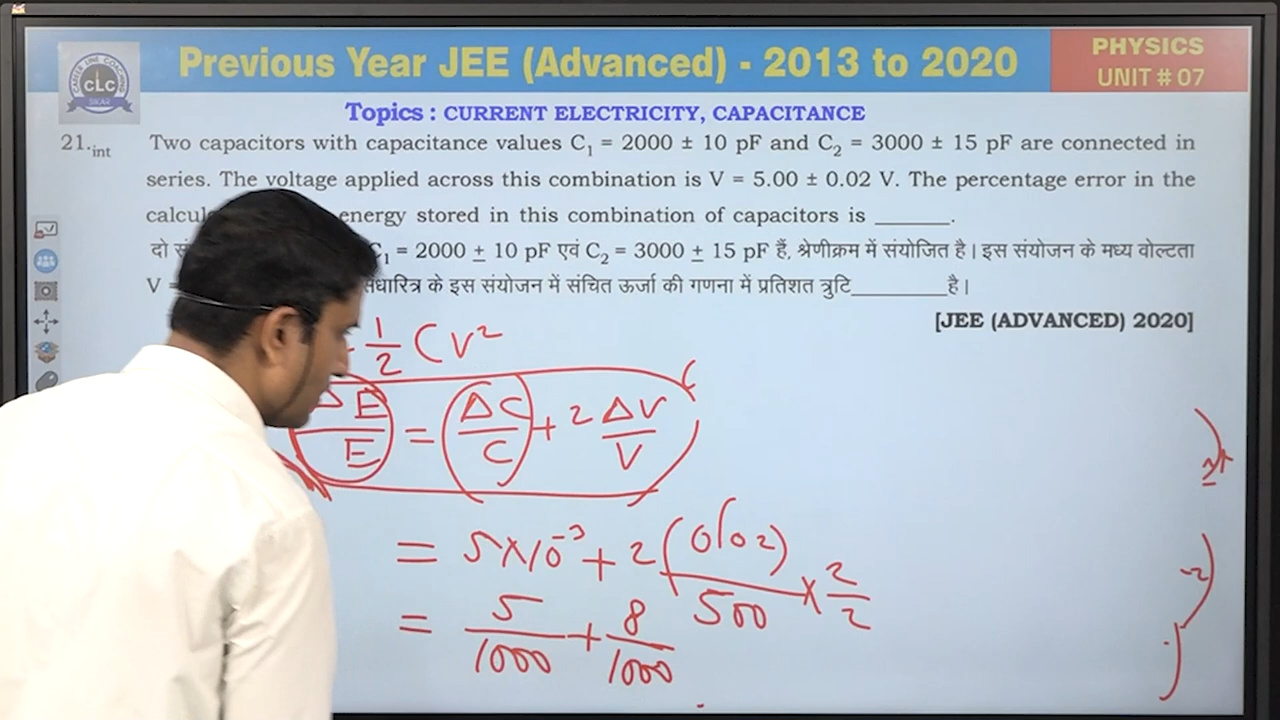 Previous Year JEE (Advanced) - 2013 to 2020
PHYSICS
UNIT # 07
CLC
SIKAR
Topics : CURRENT ELECTRICITY, CAPACITANCE
21.int Two capacitors with capacitance values C1 = 2000 ± 10 pF and C2 = 3000 ± 15 pF are connected in
series. The voltage applied across this combination is V = 5.00 ± 0.02 V. The percentage error in the
calcul energy stored in this combination of capacitors is _______.
दो C1 = 2000 ± 10 pF एवं C2 = 3000 ± 15 pF हैं, श्रेणीक्रम में संयोजित है। इस संयोजन के मध्य वोल्टता
V = संधारित्र के इस संयोजन में संचित ऊर्जा की गणना में प्रतिशत त्रुटि_________है।
[JEE (ADVANCED) 2020]
1/2 CV²
ΔE/E = ΔC/C + 2 ΔV/V
= 5×10⁻³ + 2 (0/02)/500 × 2/2
= 5/1000 + 8/1000